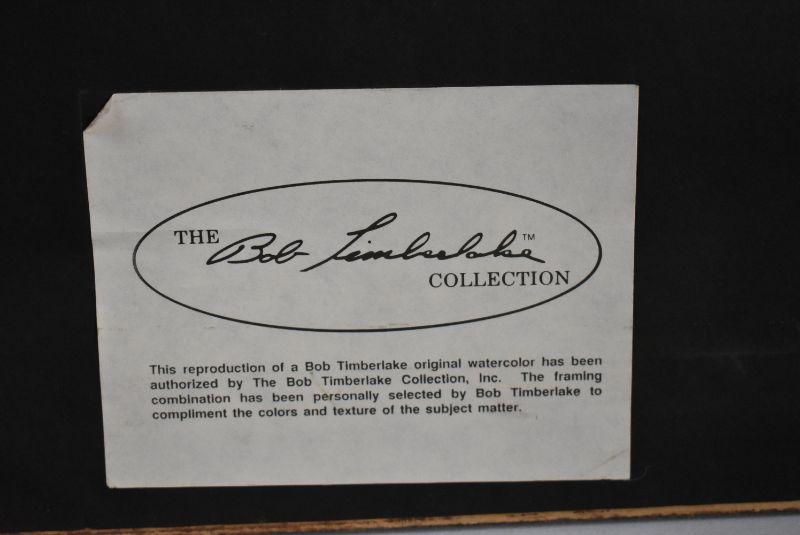 THE Bob Timberlake™
COLLECTION
This reproduction of a Bob Timberlake original watercolor has been
authorized by The Bob Timberlake Collection, Inc. The framing
combination has been personally selected by Bob Timberlake to
compliment the colors and texture of the subject matter.